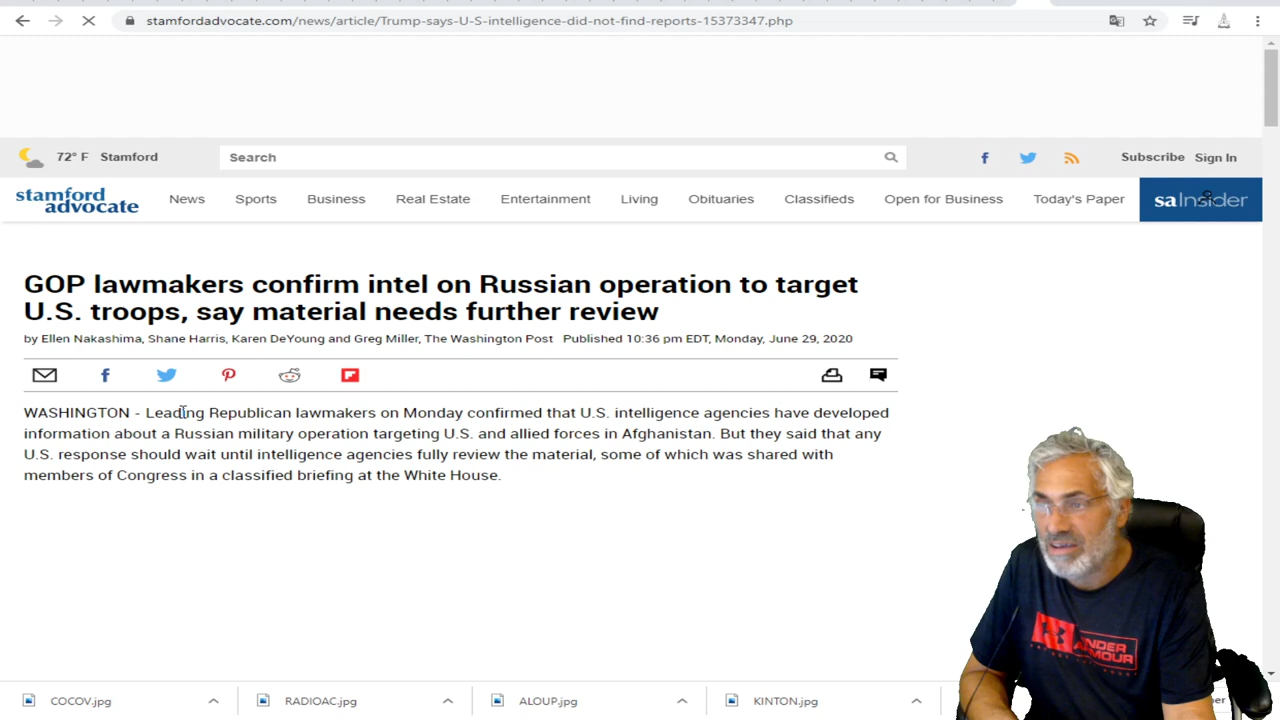 stamfordadvocate.com/news/article/Trump-says-U-S-intelligence-did-not-find-reports-15373347.php
72° F Stamford
Search
Subscribe Sign In
stamford
advocate
News Sports Business Real Estate Entertainment Living Obituaries Classifieds Open for Business Today's Paper
saInsider
GOP lawmakers confirm intel on Russian operation to target
U.S. troops, say material needs further review
by Ellen Nakashima, Shane Harris, Karen DeYoung and Greg Miller, The Washington Post Published 10:36 pm EDT, Monday, June 29, 2020
WASHINGTON - Leading Republican lawmakers on Monday confirmed that U.S. intelligence agencies have developed
information about a Russian military operation targeting U.S. and allied forces in Afghanistan. But they said that any
U.S. response should wait until intelligence agencies fully review the material, some of which was shared with
members of Congress in a classified briefing at the White House.
UNDER
ARMOUR
COCOV.jpg RADIOAC.jpg ALOUP.jpg KINTON.jpg